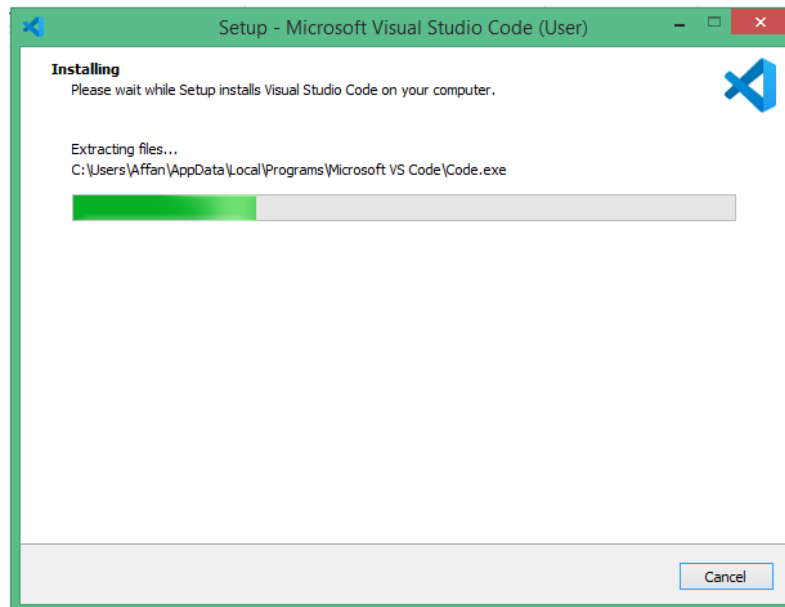 Setup - Microsoft Visual Studio Code (User)
Installing
Please wait while Setup installs Visual Studio Code on your computer.
Extracting files...
C:\Users\Affan\AppData\Local\Programs\Microsoft VS Code\Code.exe
Cancel